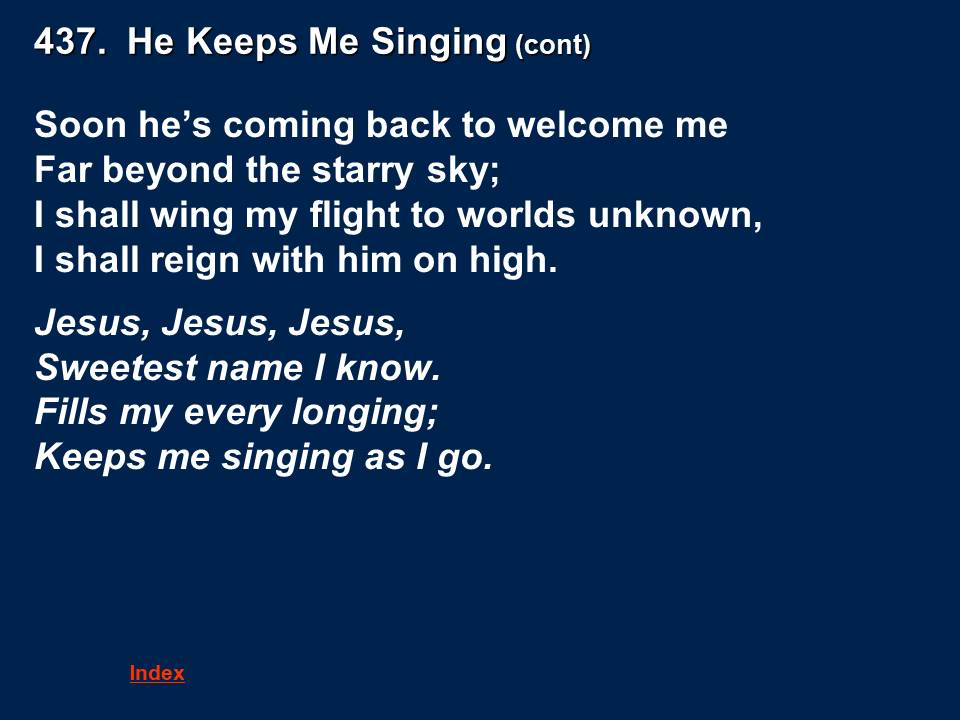 437.  He Keeps Me Singing (cont)
Soon he’s coming back to welcome me
Far beyond the starry sky;
I shall wing my flight to worlds unknown,
I shall reign with him on high.
Jesus, Jesus, Jesus,
Sweetest name I know.
Fills my every longing;
Keeps me singing as I go.
Index